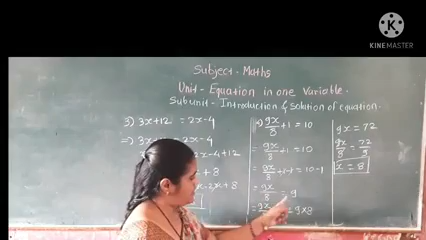 KINEMASTER
Subject - Maths
Unit - Equation in one Variable.
Subunit - Introduction & Solution of equation.
3) 3x+12 = 2x-4
⇒) 3x+ = 2x-4
2x-4+12
+ 8
-2x+8
9x/8 +1 = 10
9x/8 +1 = 10
9x/8 +1-1 = 10-1
= 9x/8 = 9
= 9x = 9×8
9x = 72
9x/9 = 72/9
x = 8